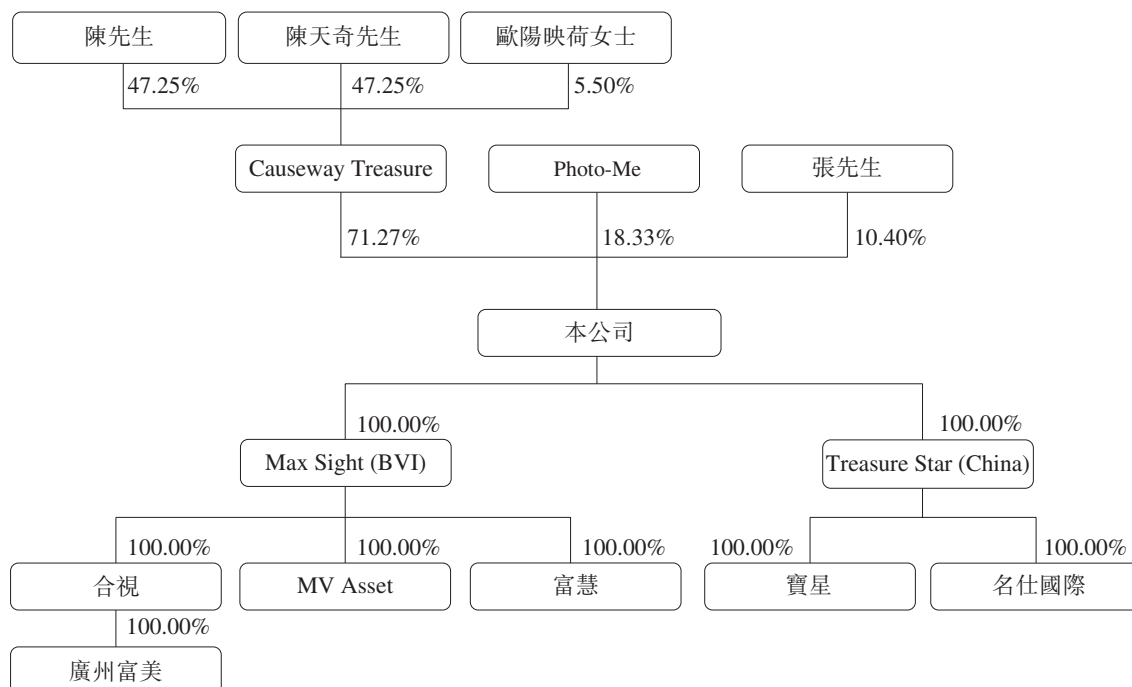 陳先生
陳天奇先生
歐陽映荷女士
47.25%
47.25%
5.50%
Causeway Treasure
Photo-Me
張先生
71.27%
18.33%
10.40%
本公司
100.00%
100.00%
Max Sight (BVI)
Treasure Star (China)
100.00%
100.00%
100.00%
100.00%
100.00%
合視
MV Asset
富慧
寶星
名仕國際
100.00%
廣州富美